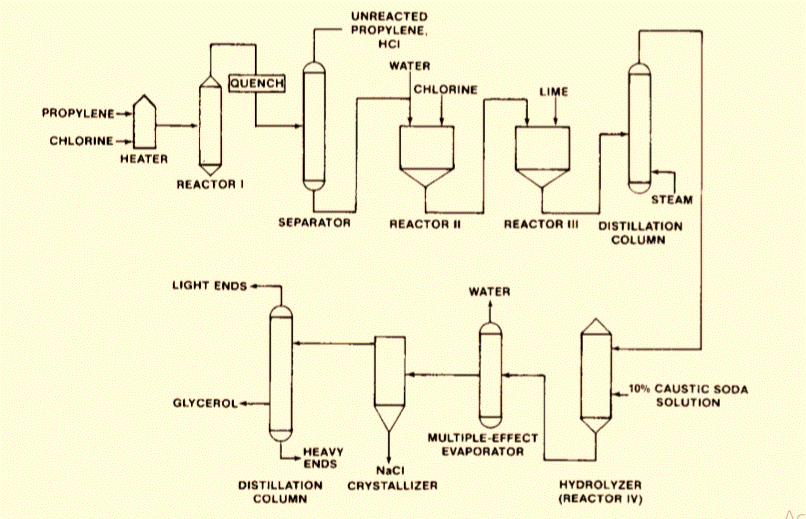 UNREACTED
PROPYLENE,
HCl
WATER
QUENCH
CHLORINE
LIME
PROPYLENE
CHLORINE
HEATER
REACTOR I
STEAM
SEPARATOR
REACTOR II
REACTOR III
DISTILLATION
COLUMN
LIGHT ENDS
WATER
10% CAUSTIC SODA
SOLUTION
GLYCEROL
MULTIPLE-EFFECT
EVAPORATOR
HEAVY
ENDS
NaCl
CRYSTALLIZER
DISTILLATION
COLUMN
HYDROLYZER
(REACTOR IV)